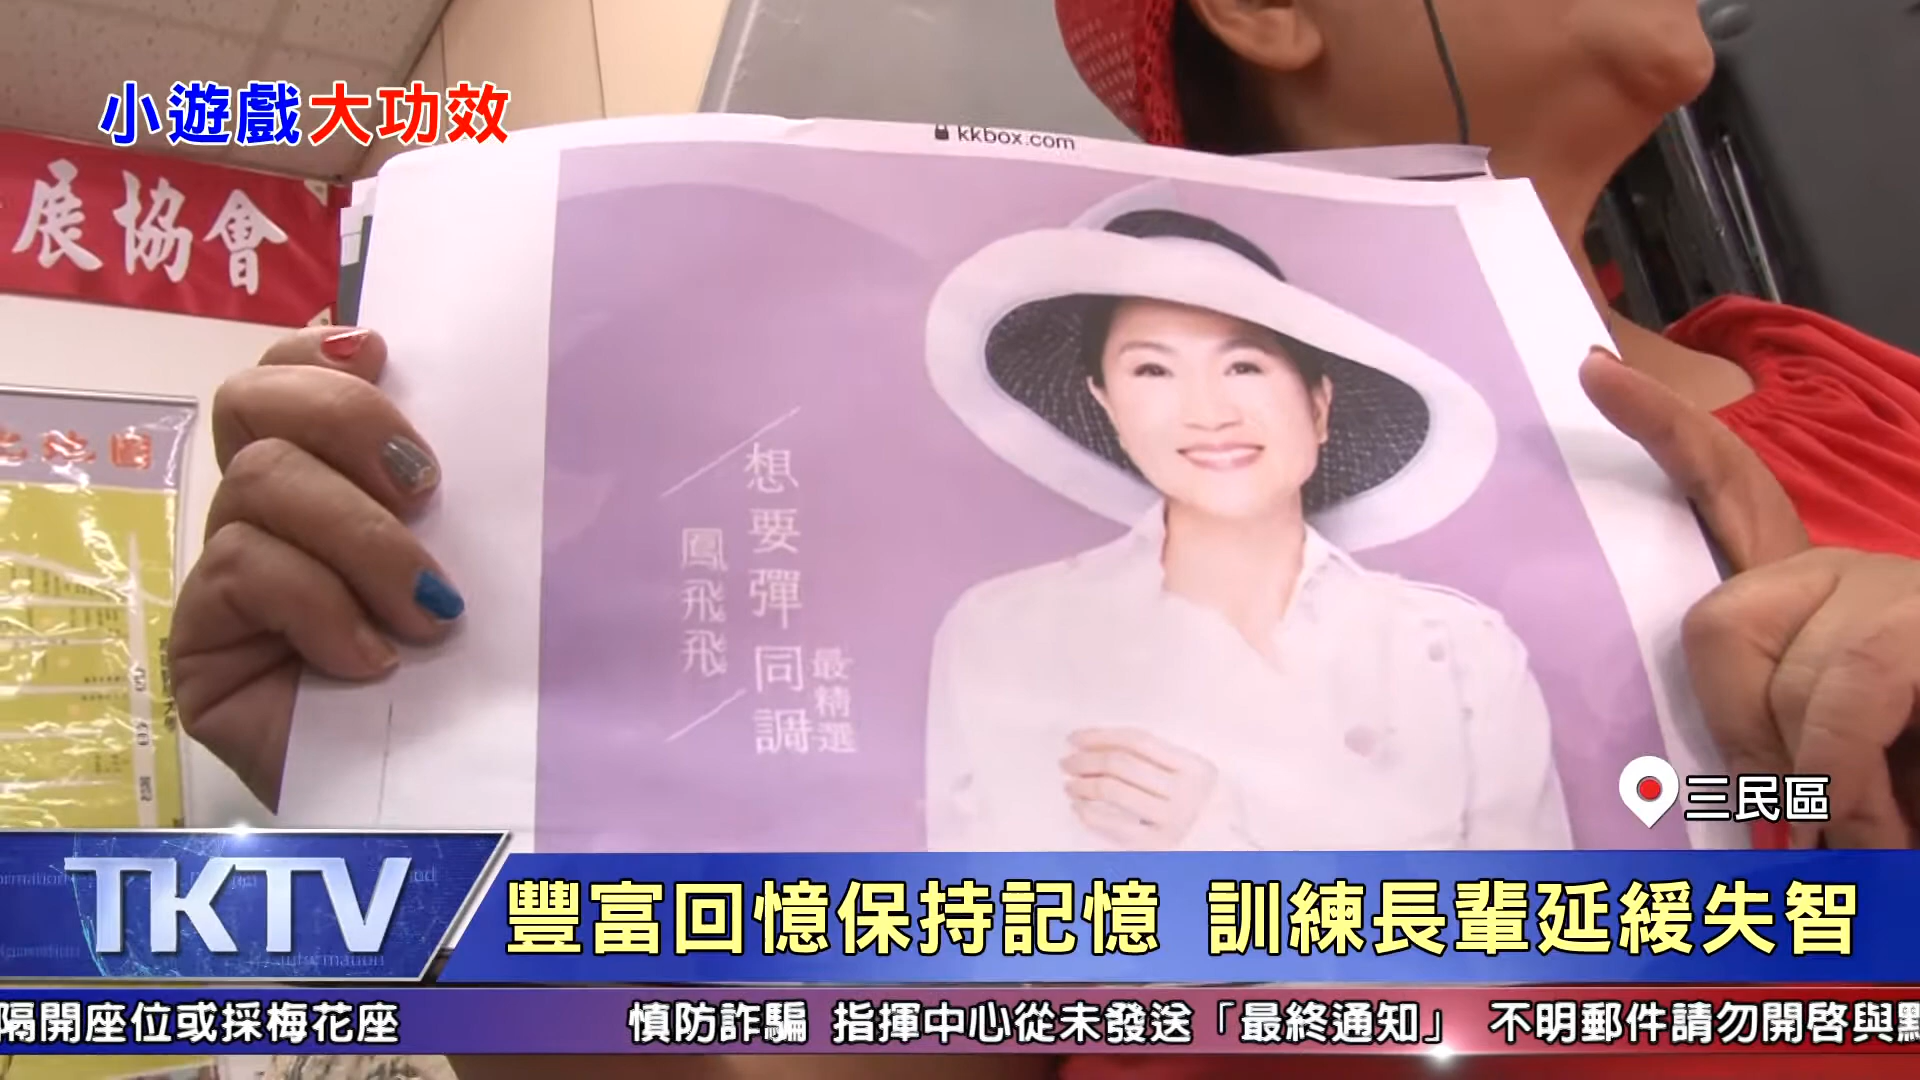 小遊戲大功效
kkbox.com
展協會
想要彈同調
最精選
鳳飛飛
三民區
TKTV
豐富回憶保持記憶 訓練長輩延緩失智
隔開座位或採梅花座 慎防詐騙 指揮中心從未發送「最終通知」 不明郵件請勿開啓與